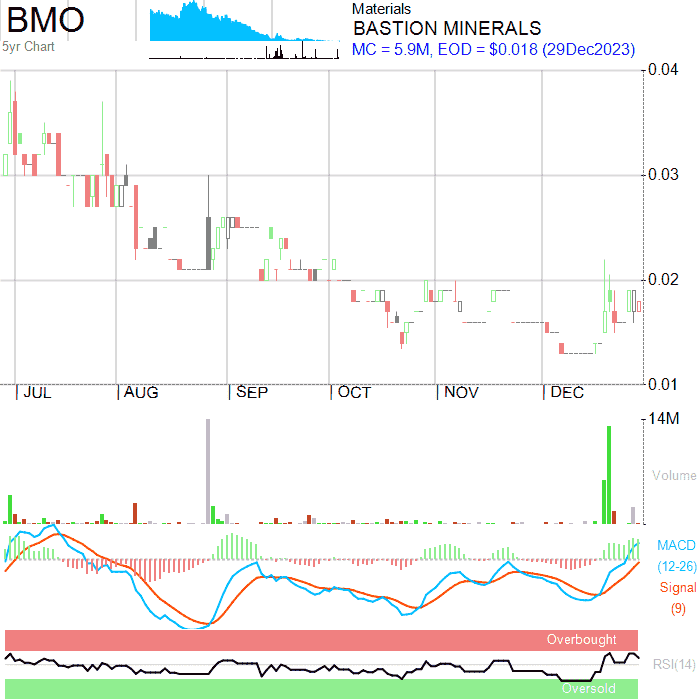 BMO
5yr Chart
Materials
BASTION MINERALS
MC = 5.9M, EOD = $0.018 (29Dec2023)
0.04
0.03
0.02
0.01
JUL AUG SEP OCT NOV DEC
14M
Volume
MACD
(12-26)
Signal
(9)
Overbought
RSI(14)
Oversold